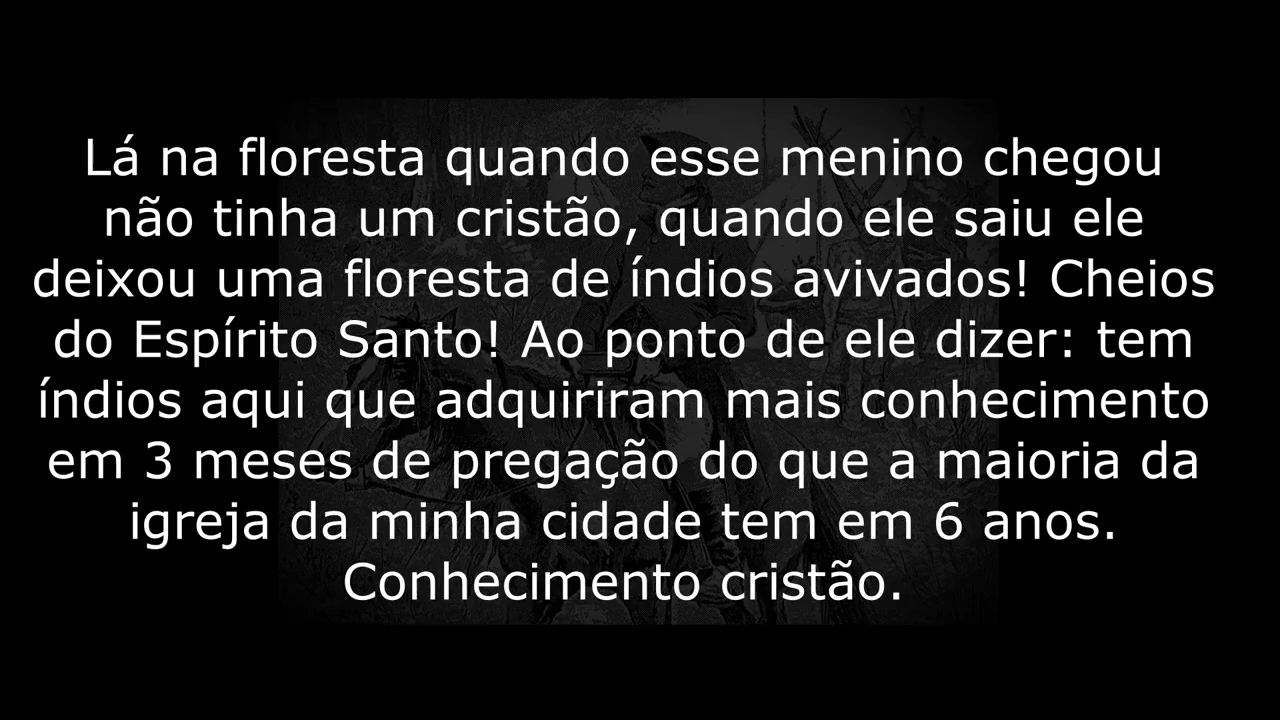 Lá na floresta quando esse menino chegou
não tinha um cristão, quando ele saiu ele
deixou uma floresta de índios avivados! Cheios
do Espírito Santo! Ao ponto de ele dizer: tem
índios aqui que adquiriram mais conhecimento
em 3 meses de pregação do que a maioria da
igreja da minha cidade tem em 6 anos.
Conhecimento cristão.